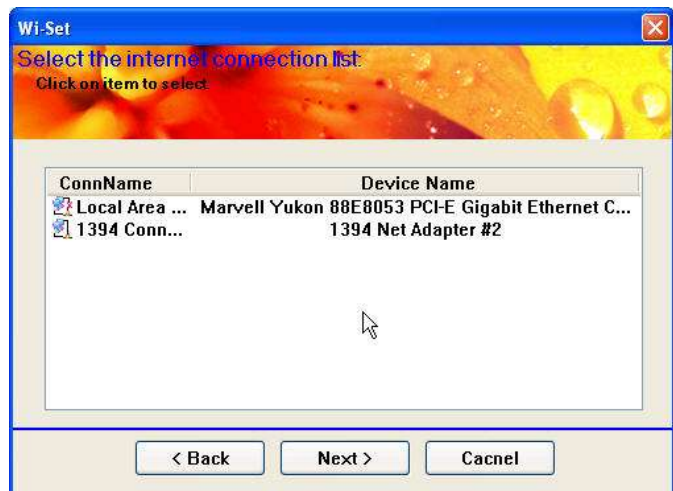 Wi-Set
Select the internet connection list:
Click on item to select
ConnName Device Name
Local Area ... Marvell Yukon 88E8053 PCI-E Gigabit Ethernet C...
1394 Conn... 1394 Net Adapter #2
< Back Next > Cacnel